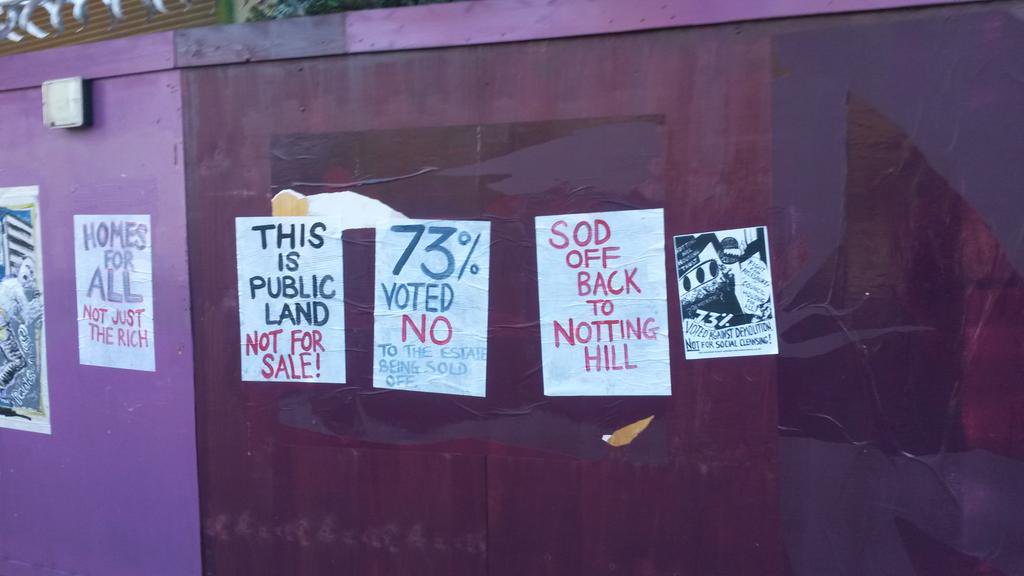 HOMES
FOR
ALL
NOT JUST
THE RICH
THIS
IS
PUBLIC
LAND
NOT FOR
SALE!
73%
VOTED
NO
TO THE ESTATE
BEING SOLD
OFF
SOD
OFF
BACK
TO
NOTTING
HILL
73%
VOTED AGAINST DEMOLITION
NOT FOR SOCIAL CLEANSING!